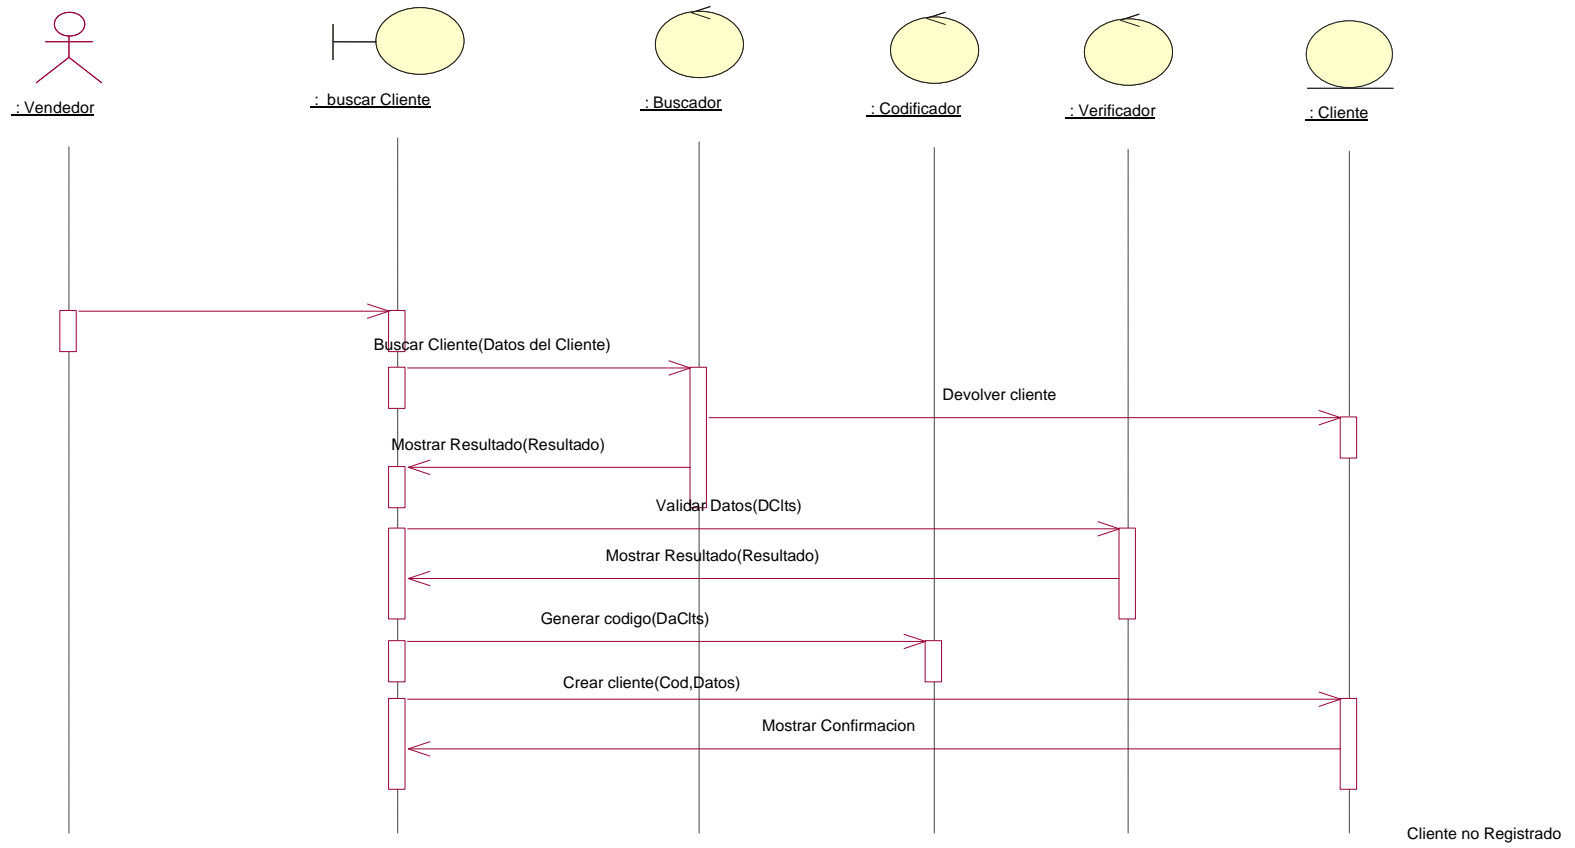 : Vendedor
: buscar Cliente
: Buscador
: Codificador
: Verificador
: Cliente
Buscar Cliente(Datos del Cliente)
Devolver cliente
Mostrar Resultado(Resultado)
Validar Datos(DClts)
Mostrar Resultado(Resultado)
Generar codigo(DaClts)
Crear cliente(Cod,Datos)
Mostrar Confirmacion
Cliente no Registrado